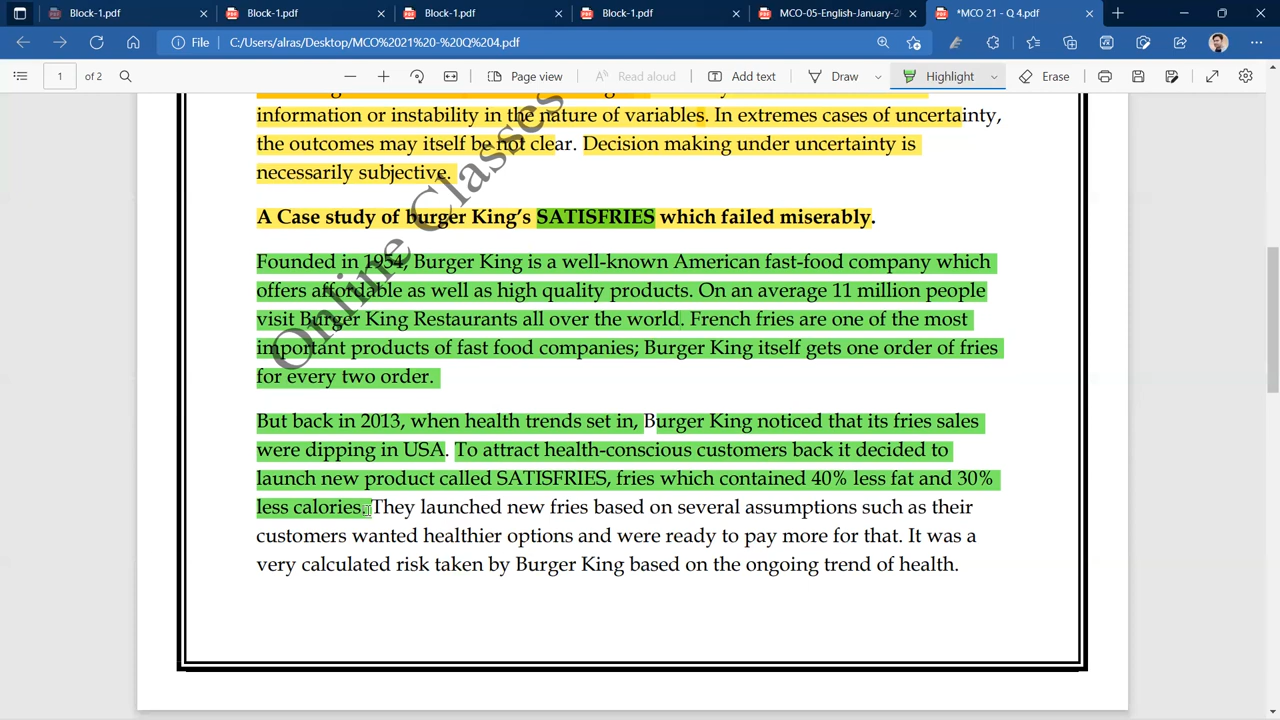 Block-1.pdf
Block-1.pdf
Block-1.pdf
Block-1.pdf
MCO-05-English-January-2
*MCO 21 - Q 4.pdf
File C:/Users/alras/Desktop/MCO%2021%20-%20Q%204.pdf
1 of 2
Page view
Read aloud
Add text
Draw
Highlight
Erase
information or instability in the nature of variables. In extremes cases of uncertainty,
the outcomes may itself be not clear. Decision making under uncertainty is
necessarily subjective.
A Case study of burger King's SATISFRIES which failed miserably.
Founded in 1954, Burger King is a well-known American fast-food company which
offers affordable as well as high quality products. On an average 11 million people
visit Burger King Restaurants all over the world. French fries are one of the most
important products of fast food companies; Burger King itself gets one order of fries
for every two order.
But back in 2013, when health trends set in, Burger King noticed that its fries sales
were dipping in USA. To attract health-conscious customers back it decided to
launch new product called SATISFRIES, fries which contained 40% less fat and 30%
less calories. They launched new fries based on several assumptions such as their
customers wanted healthier options and were ready to pay more for that. It was a
very calculated risk taken by Burger King based on the ongoing trend of health.
Online Classes